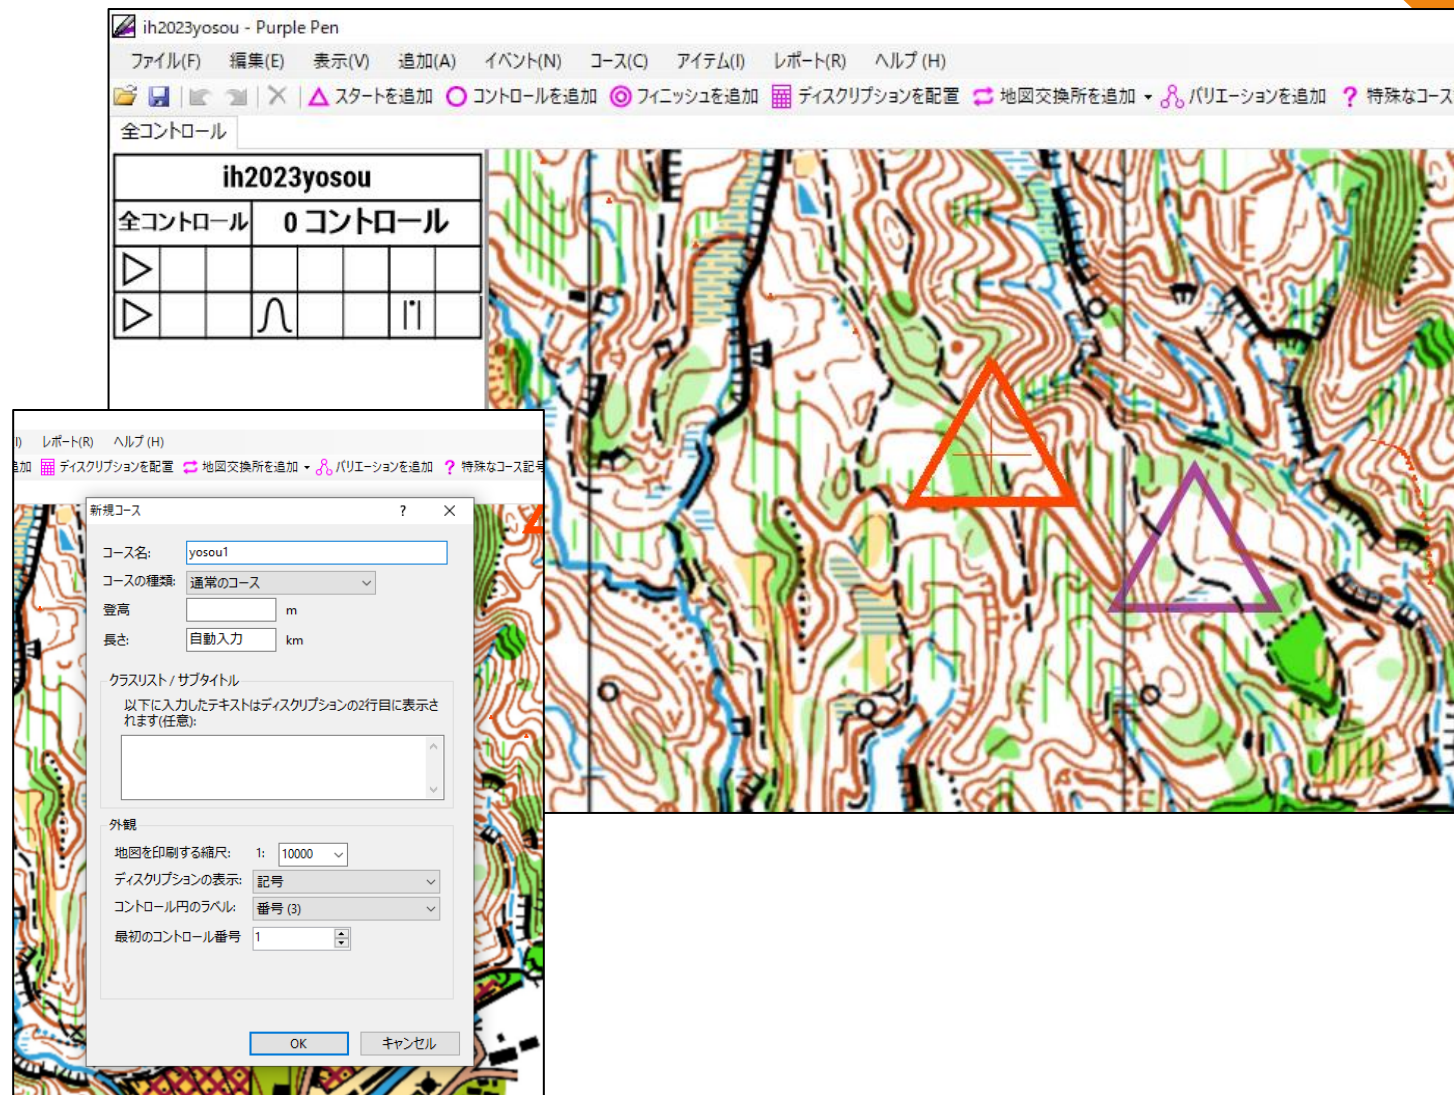 ih2023yosou - Purple Pen
ファイル(F) 編集(E) 表示(V) 追加(A) イベント(N) コース(C) アイテム(I) レポート(R) ヘルプ (H)
スタートを追加 コントロールを追加 フィニッシュを追加 ディスクリプションを配置 地図交換所を追加 バリエーションを追加 ? 特殊なコース
全コントロール
ih2023yosou
全コントロール 0 コントロール
I) レポート(R) ヘルプ (H)
追加 ディスクリプションを配置 地図交換所を追加 バリエーションを追加 ? 特殊なコース記号
新規コース ? ×
コース名: yosou1
コースの種類: 通常のコース
登高 m
長さ: 自動入力 km
クラスリスト / サブタイトル
以下に入力したテキストはディスクリプションの2行目に表示さ
れます(任意):
外観
地図を印刷する縮尺: 1: 10000
ディスクリプションの表示: 記号
コントロール円のラベル: 番号 (3)
最初のコントロール番号 1
OK キャンセル